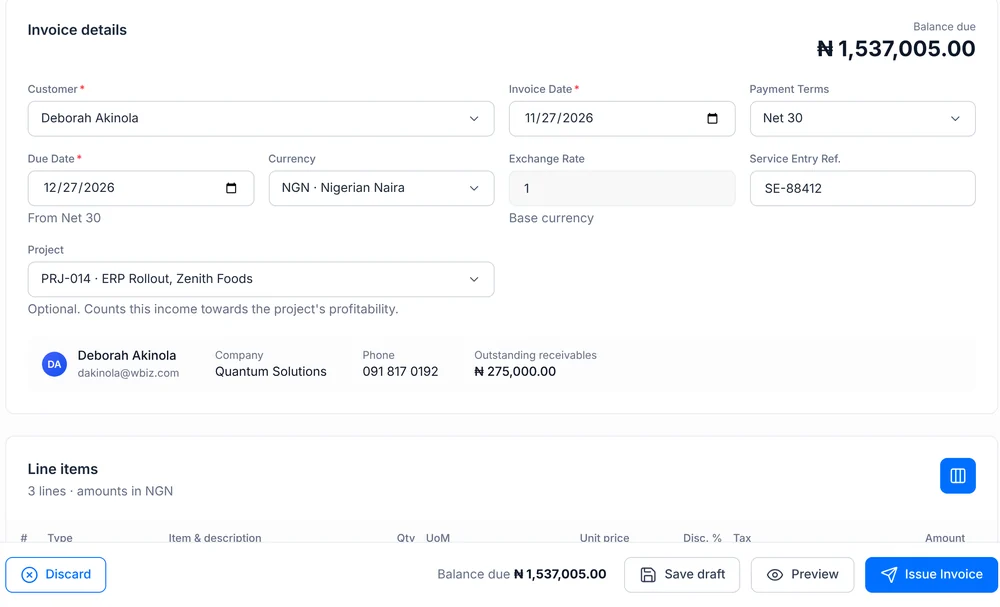 Invoice details
Balance due
₦ 1,537,005.00
Customer *
Invoice Date *
Payment Terms
Deborah Akinola
11/27/2026
Net 30
Due Date *
Currency
Exchange Rate
Service Entry Ref.
12/27/2026
NGN · Nigerian Naira
1
SE-88412
From Net 30
Base currency
Project
PRJ-014 · ERP Rollout, Zenith Foods
Optional. Counts this income towards the project's profitability.
DA
Deborah Akinola
dakinola@wbiz.com
Company
Quantum Solutions
Phone
091 817 0192
Outstanding receivables
₦ 275,000.00
Line items
3 lines · amounts in NGN
# Type Item & description Qty UoM Unit price Disc. % Tax Amount
Discard
Balance due ₦ 1,537,005.00
Save draft
Preview
Issue Invoice